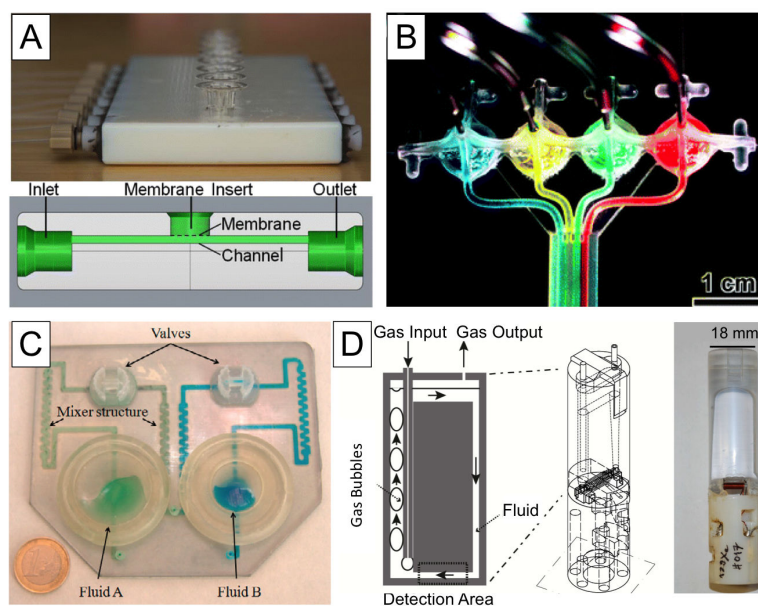 A
Inlet
Membrane Insert
Outlet
Membrane
Channel
B
1 cm
C
Valves
Mixer structure
Fluid A
Fluid B
D
Gas Input
Gas Output
Gas Bubbles
Fluid
Detection Area
18 mm